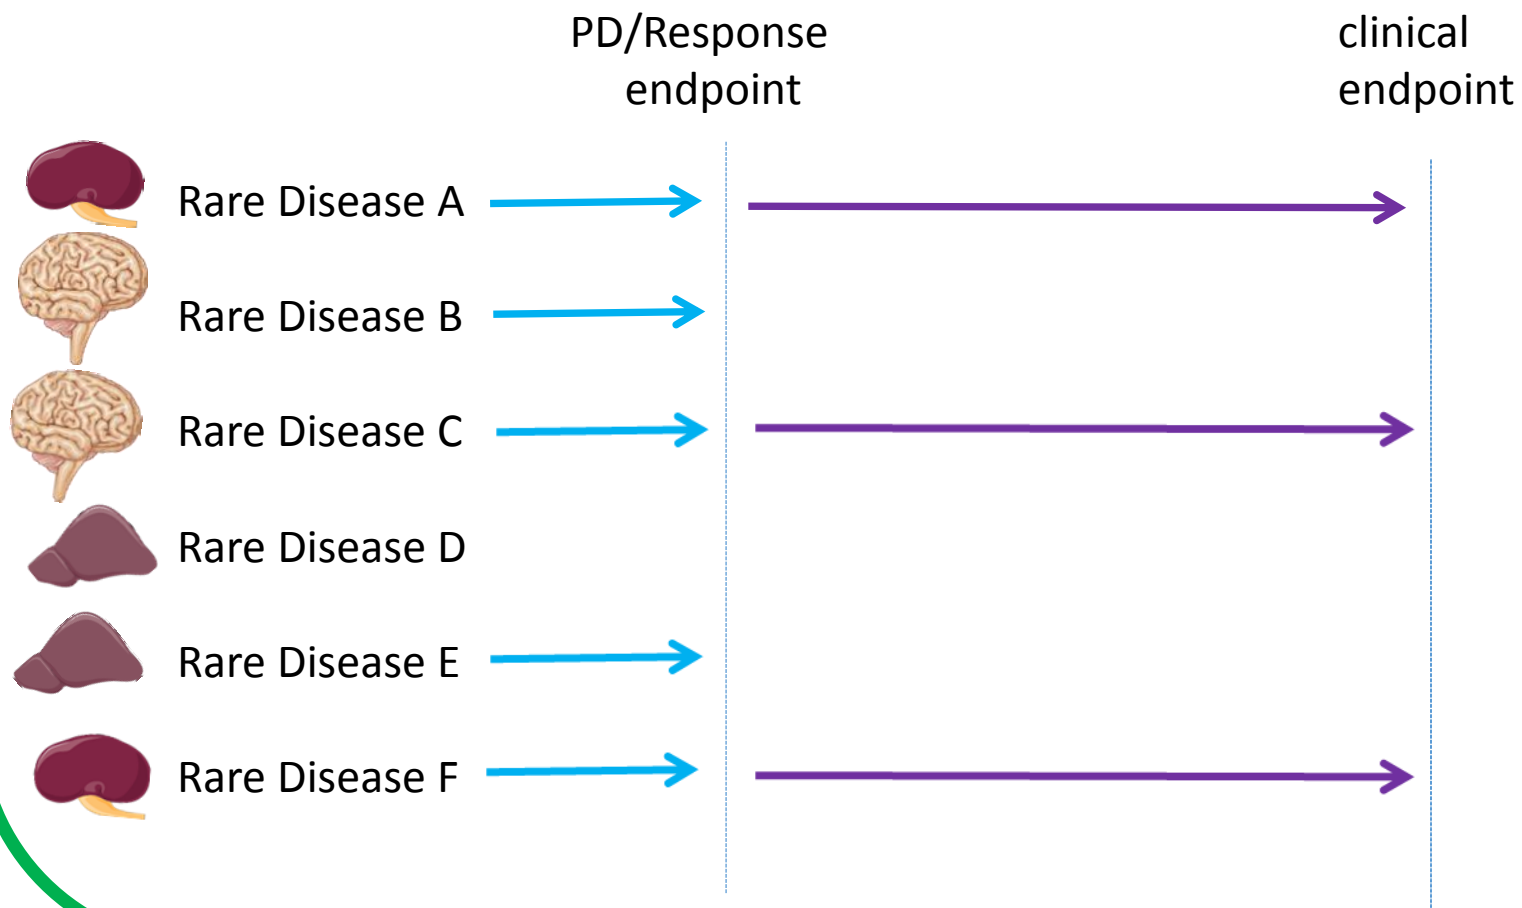 PD/Response
endpoint
clinical
endpoint
Rare Disease A
Rare Disease B
Rare Disease C
Rare Disease D
Rare Disease E
Rare Disease F